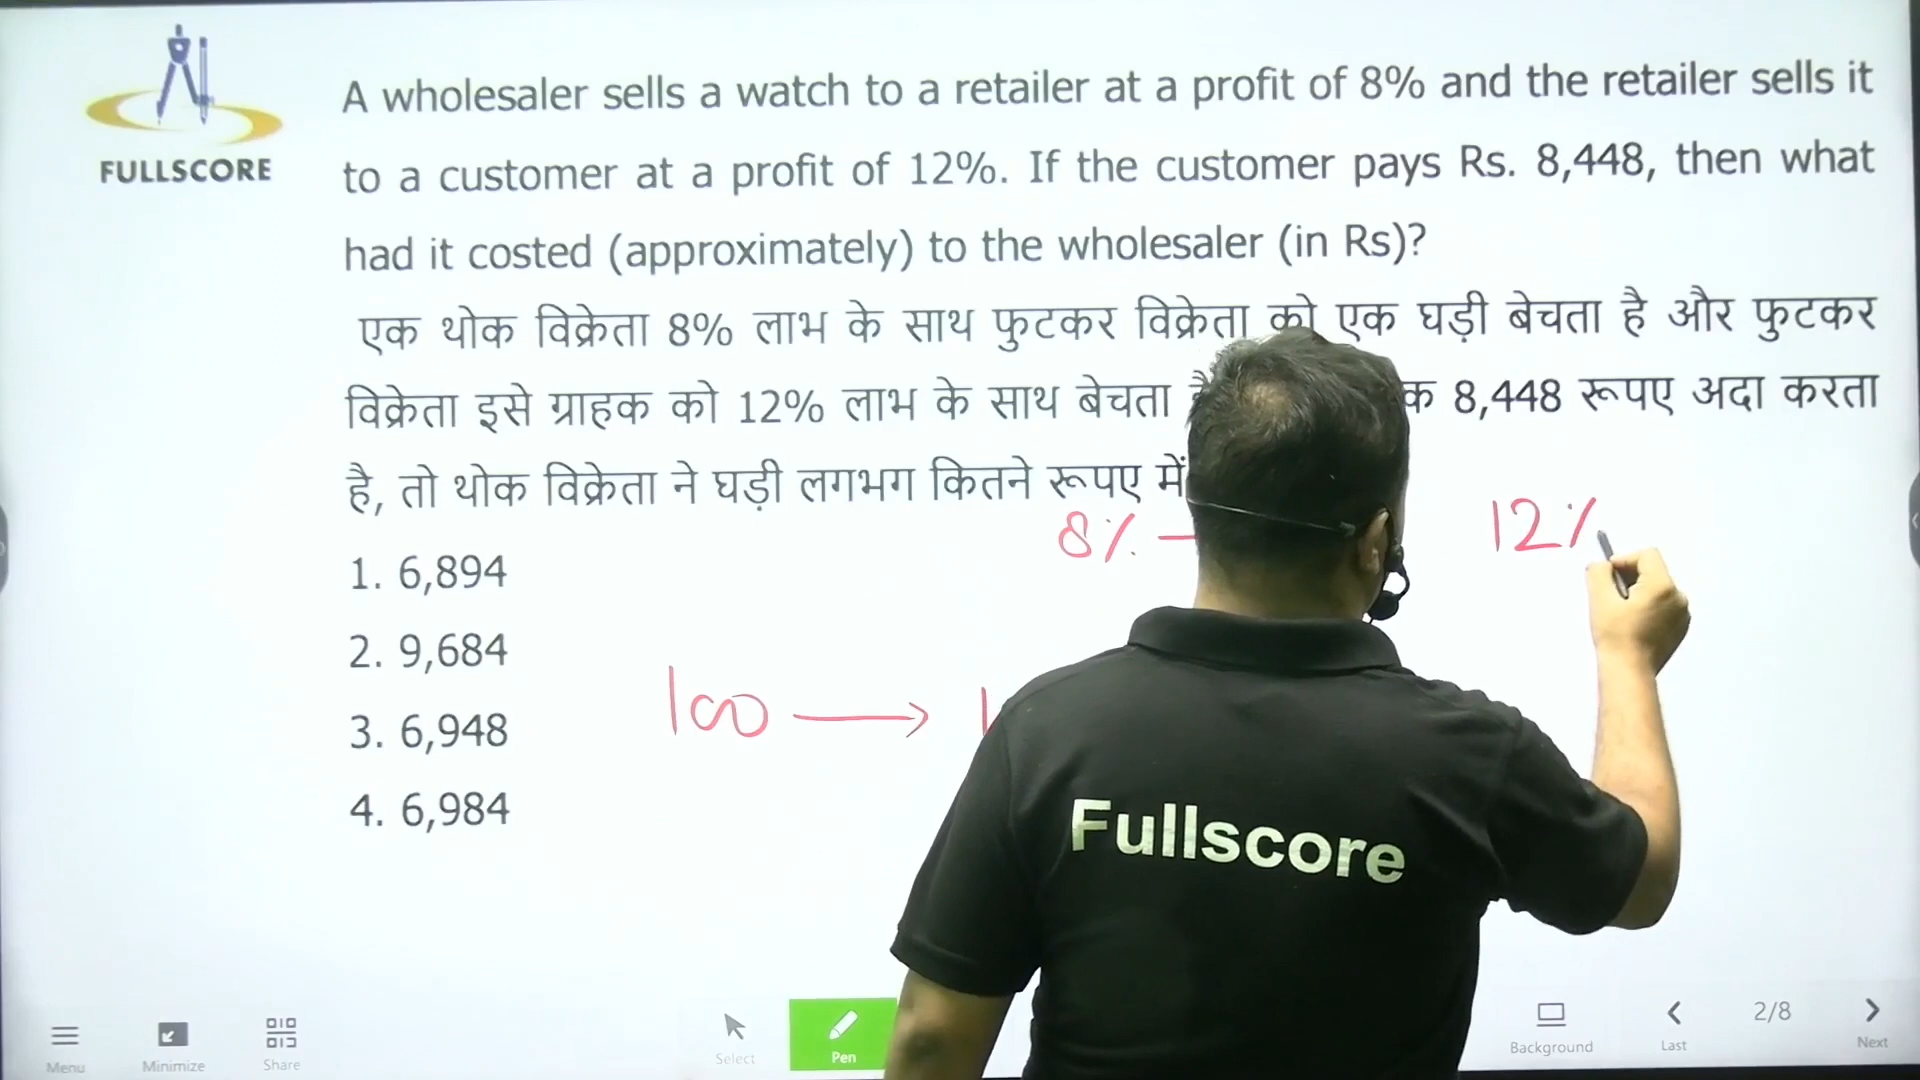 FULLSCORE
A wholesaler sells a watch to a retailer at a profit of 8% and the retailer sells it
to a customer at a profit of 12%. If the customer pays Rs. 8,448, then what
had it costed (approximately) to the wholesaler (in Rs)?
एक थोक विक्रेता 8% लाभ के साथ फुटकर विक्रेता को एक घड़ी बेचता है और फुटकर
विक्रेता इसे ग्राहक को 12% लाभ के साथ बेचता 8,448 रूपए अदा करता
है, तो थोक विक्रेता ने घड़ी लगभग कितने रूपए में
8% 12%
1. 6,894
2. 9,684
3. 6,948
4. 6,984
100
Fullscore
Menu
Minimize
Share
Select
Pen
Background
Last
2/8
Next